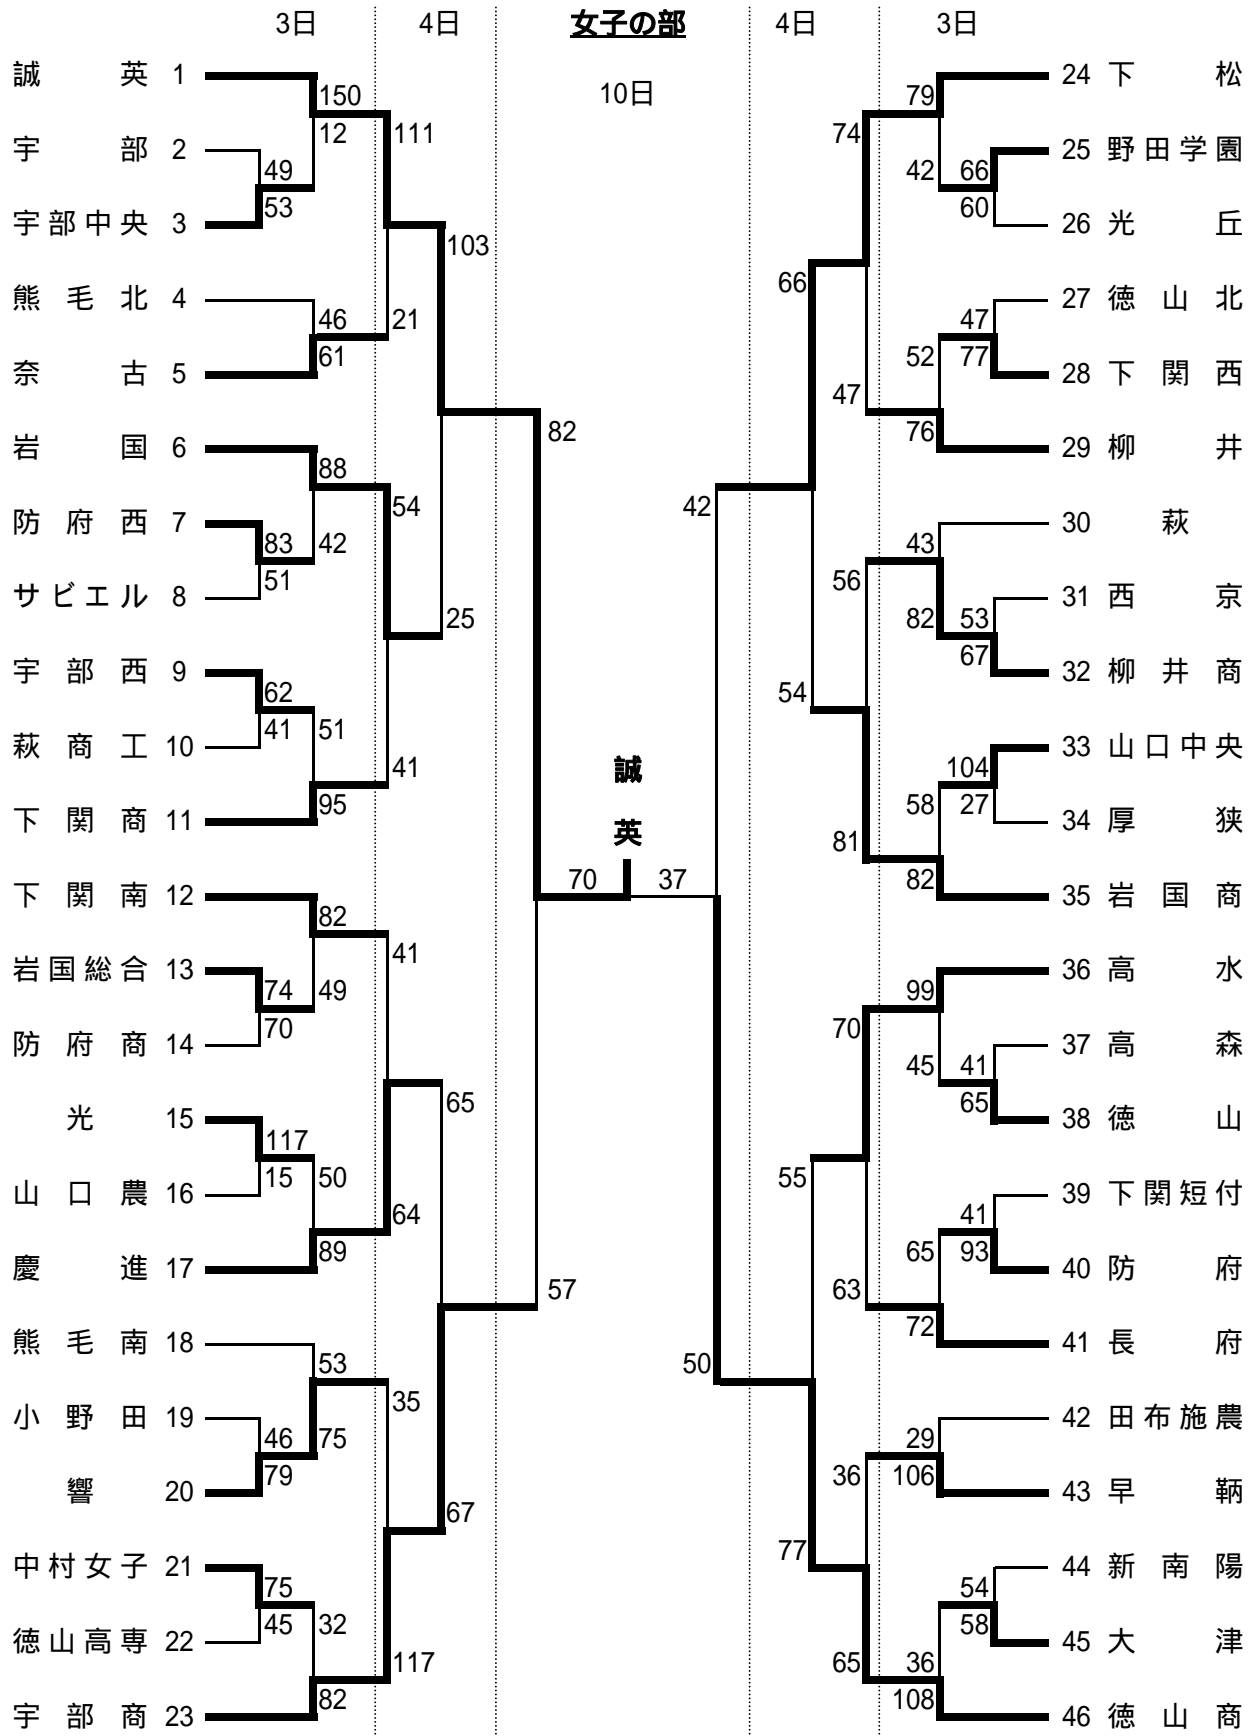 3日 4日 女子の部 4日 3日
10日
誠英 1
宇部 2
宇部中央 3
熊毛北 4
奈古 5
岩国 6
防府西 7
サビエル 8
宇部西 9
萩商工 10
下関商 11
下関南 12
岩国総合 13
防府商 14
光 15
山口農 16
慶進 17
熊毛南 18
小野田 19
響 20
中村女子 21
徳山高専 22
宇部商 23
150
12
49
53
46
61
88
42
83
51
62
41
51
95
82
49
74
70
117
15
50
89
53
75
46
79
75
45
32
82
111
21
54
41
41
64
35
117
103
25
65
67
82
57
誠
英
70 37
42
50
66
54
55
77
74
47
56
81
70
63
36
65
79
42
66
60
47
52
77
76
43
82
53
67
104
58
27
82
99
45
41
65
41
65
93
72
29
106
54
58
36
108
24 下松
25 野田学園
26 光丘
27 徳山北
28 下関西
29 柳井
30 萩
31 西京
32 柳井商
33 山口中央
34 厚狭
35 岩国商
36 高水
37 高森
38 徳山
39 下関短付
40 防府
41 長府
42 田布施農
43 早鞆
44 新南陽
45 大津
46 徳山商